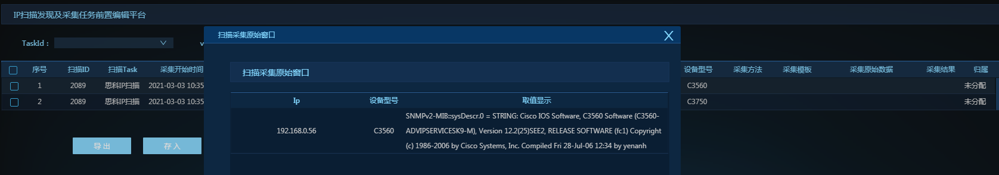 IP扫描发现及采集任务前置编辑平台
扫描采集原始窗口
X
TaskId :
v
序号 扫描ID 扫描Task 采集开始时间 设备型号 采集方法 采集模板 采集原始数据 采集结果 归属
扫描采集原始窗口
1 2089 思科IP扫描 2021-03-03 10:35 C3560 未分配
2 2089 思科IP扫描 2021-03-03 10:35 C3750 未分配
Ip 设备型号 取值显示
192.168.0.56 C3560
SNMPv2-MIB::sysDescr.0 = STRING: Cisco IOS Software, C3560 Software (C3560-
ADVIPSERVICESK9-M), Version 12.2(25)SEE2, RELEASE SOFTWARE (fc1) Copyright
(c) 1986-2006 by Cisco Systems, Inc. Compiled Fri 28-Jul-06 12:34 by yenanh
导出 存入